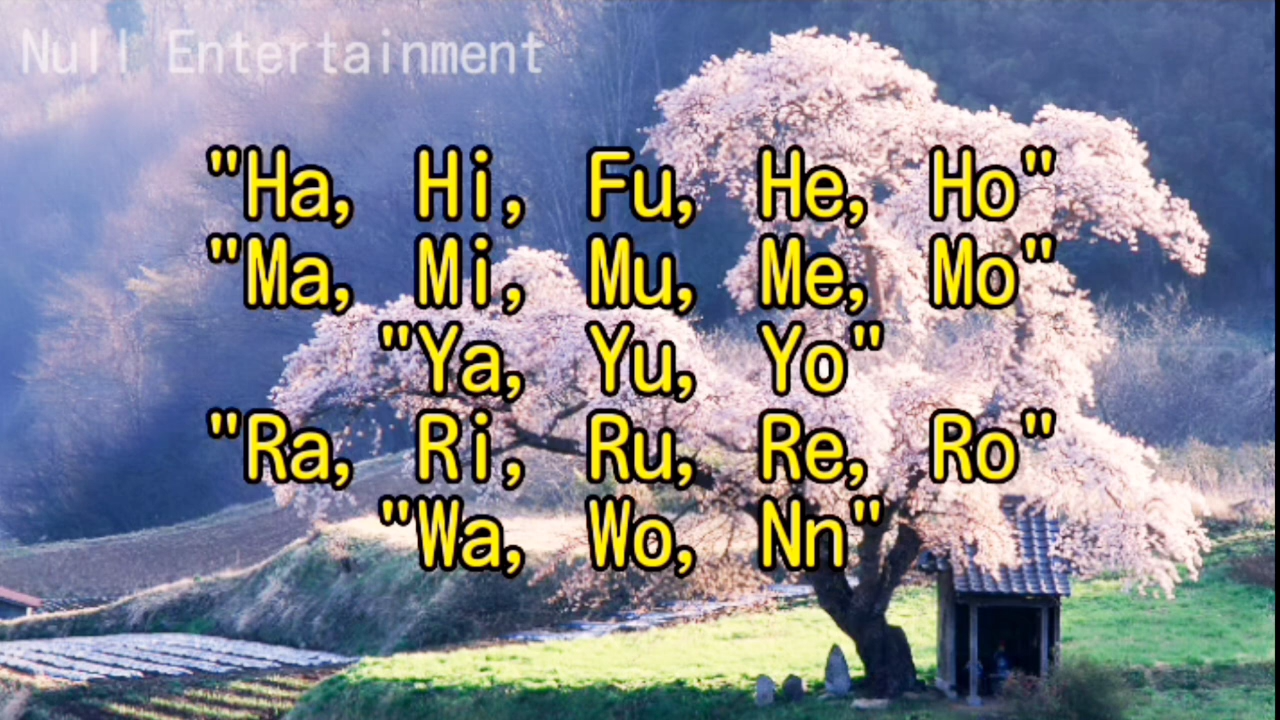 Null Entertainment
"Ha, Hi, Fu, He, Ho"
"Ma, Mi, Mu, Me, Mo"
"Ya, Yu, Yo"
"Ra, Ri, Ru, Re, Ro"
"Wa, Wo, Nn"